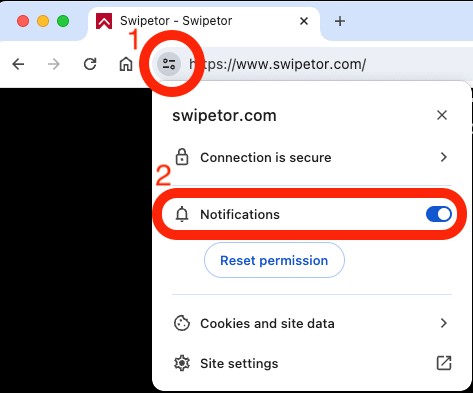 Swipetor - Swipetor
1
https://www.swipetor.com/
swipetor.com
Connection is secure
2
Notifications
Reset permission
Cookies and site data
Site settings